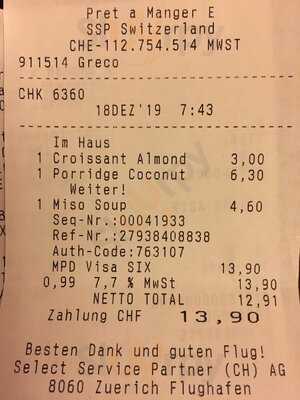 Pret a Manger E
SSP Switzerland
CHE-112.754.514 MWST
911514 Greco
CHK 6360
18DEZ'19 7:43
Im Haus
1 Croissant Almond 3,00
1 Porridge Coconut 6,30
Weiter!
1 Miso Soup 4,60
Seq-Nr.:00041933
Ref-Nr.:27938408838
Auth-Code:763107
MPD Visa SIX 13,90
0,99 7,7 % MwSt 13,90
NETTO TOTAL 12,91
Zahlung CHF 13,90
Besten Dank und guten Flug!
Select Service Partner (CH) AG
8060 Zuerich Flughafen